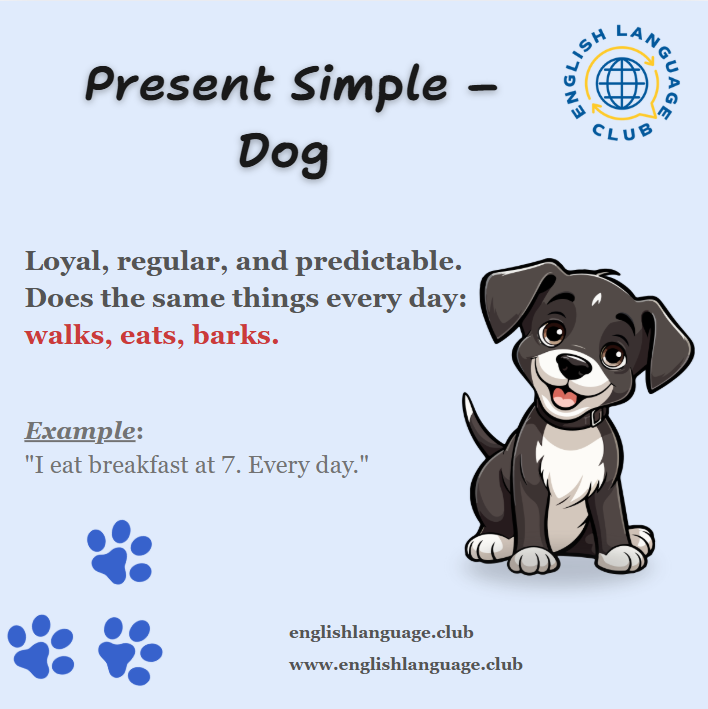 Present Simple –
Dog
ENGLISH LANGUAGE
CLUB
Loyal, regular, and predictable.
Does the same things every day:
walks, eats, barks.
Example:
"I eat breakfast at 7. Every day."
englishlanguage.club
www.englishlanguage.club